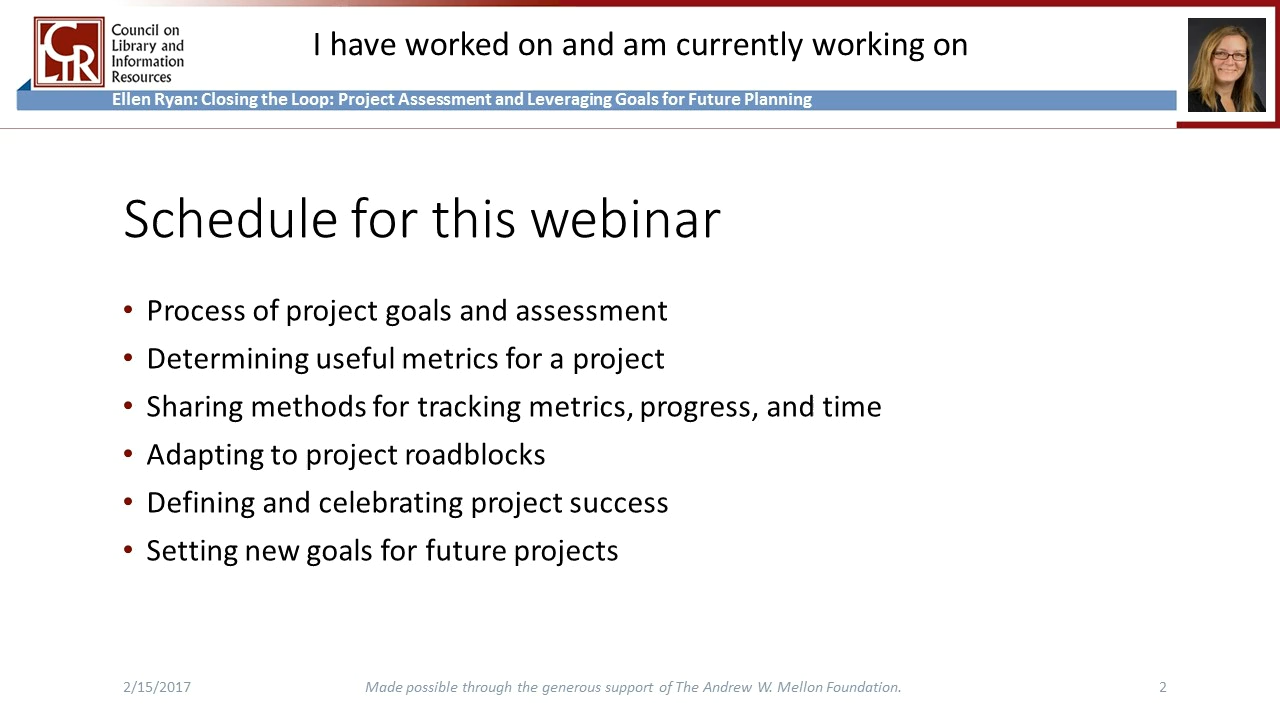 CLIR
Council on
Library and
Information
Resources
I have worked on and am currently working on
Ellen Ryan: Closing the Loop: Project Assessment and Leveraging Goals for Future Planning
Schedule for this webinar
• Process of project goals and assessment
• Determining useful metrics for a project
• Sharing methods for tracking metrics, progress, and time
• Adapting to project roadblocks
• Defining and celebrating project success
• Setting new goals for future projects
2/15/2017
Made possible through the generous support of The Andrew W. Mellon Foundation.
2